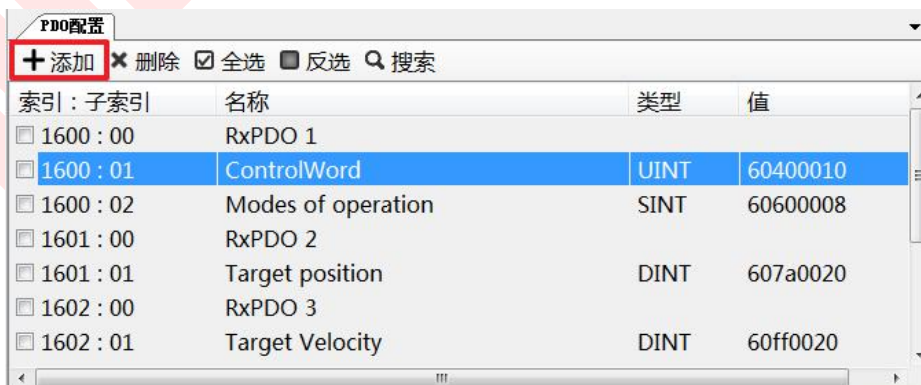 PDO配置
添加 删除 全选 反选 搜索
索引：子索引 名称 类型 值
1600 : 00 RxPDO 1
1600 : 01 ControlWord UINT 60400010
1600 : 02 Modes of operation SINT 60600008
1601 : 00 RxPDO 2
1601 : 01 Target position DINT 607a0020
1602 : 00 RxPDO 3
1602 : 01 Target Velocity DINT 60ff0020